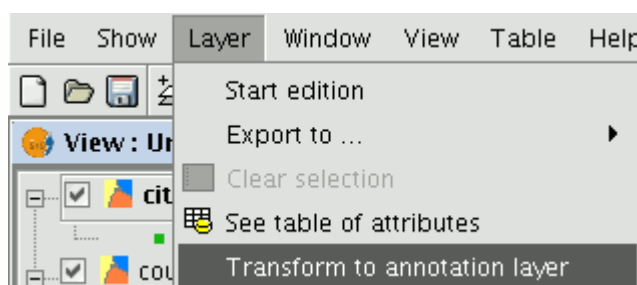 File Show Layer Window View Table Help
Start edition
View : Un
Export to ...
Clear selection
cit
See table of attributes
cou
Transform to annotation layer